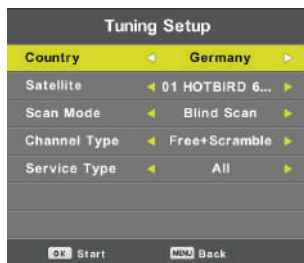 Tuning Setup
Country Germany
Satellite 01 HOTBIRD 6...
Scan Mode Blind Scan
Channel Type Free+Scramble
Service Type All
OK Start MENU Back